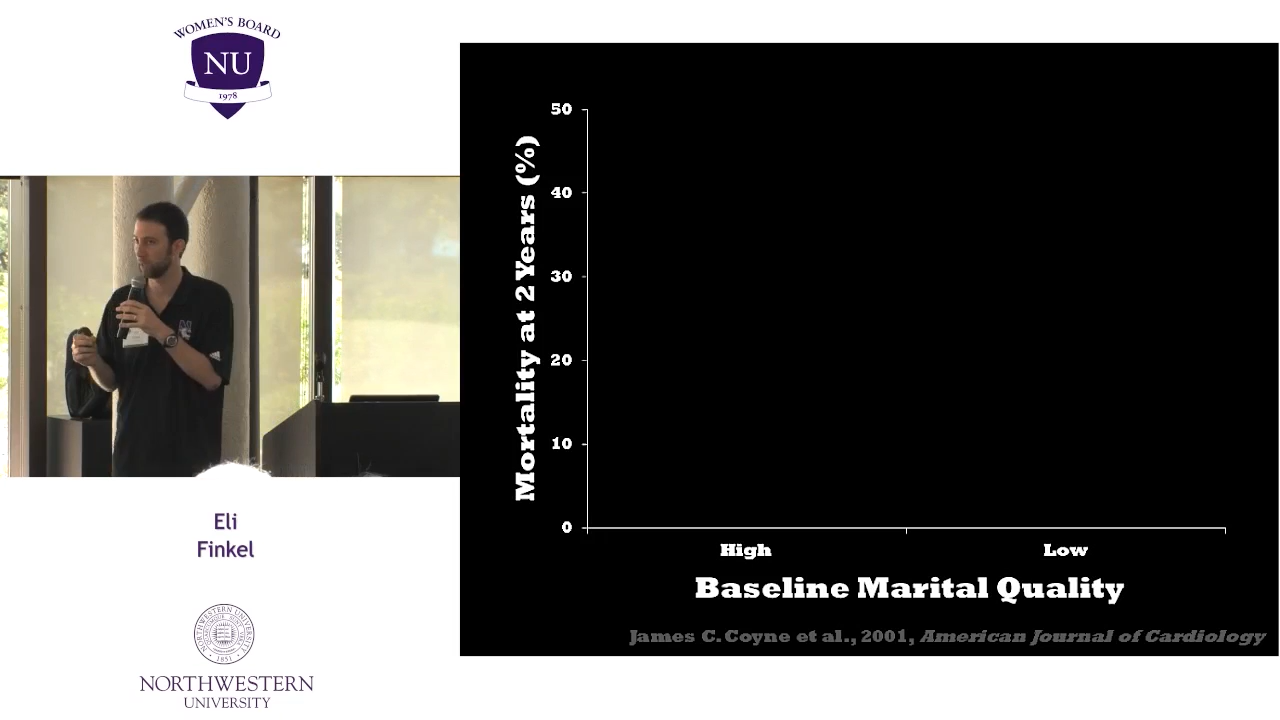 WOMEN'S BOARD
NU
1978
Eli
Finkel
1851
NORTHWESTERN
UNIVERSITY
50
40
30
20
10
0
Mortality at 2 Years (%)
High
Low
Baseline Marital Quality
James C. Coyne et al., 2001, American Journal of Cardiology